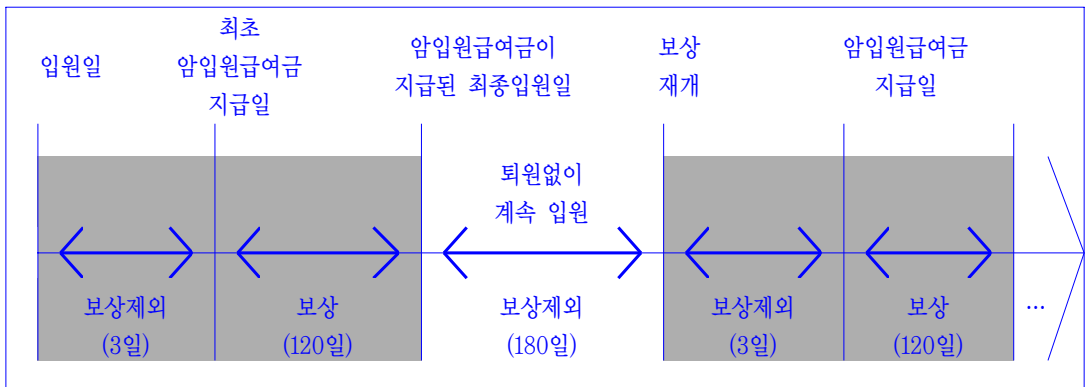 입원일
최초
암입원급여금
지급일
암입원급여금이
지급된 최종입원일
보상
재개
암입원급여금
지급일
퇴원없이
계속 입원
보상제외
(3일)
보상
(120일)
보상제외
(180일)
보상제외
(3일)
보상
(120일)
…